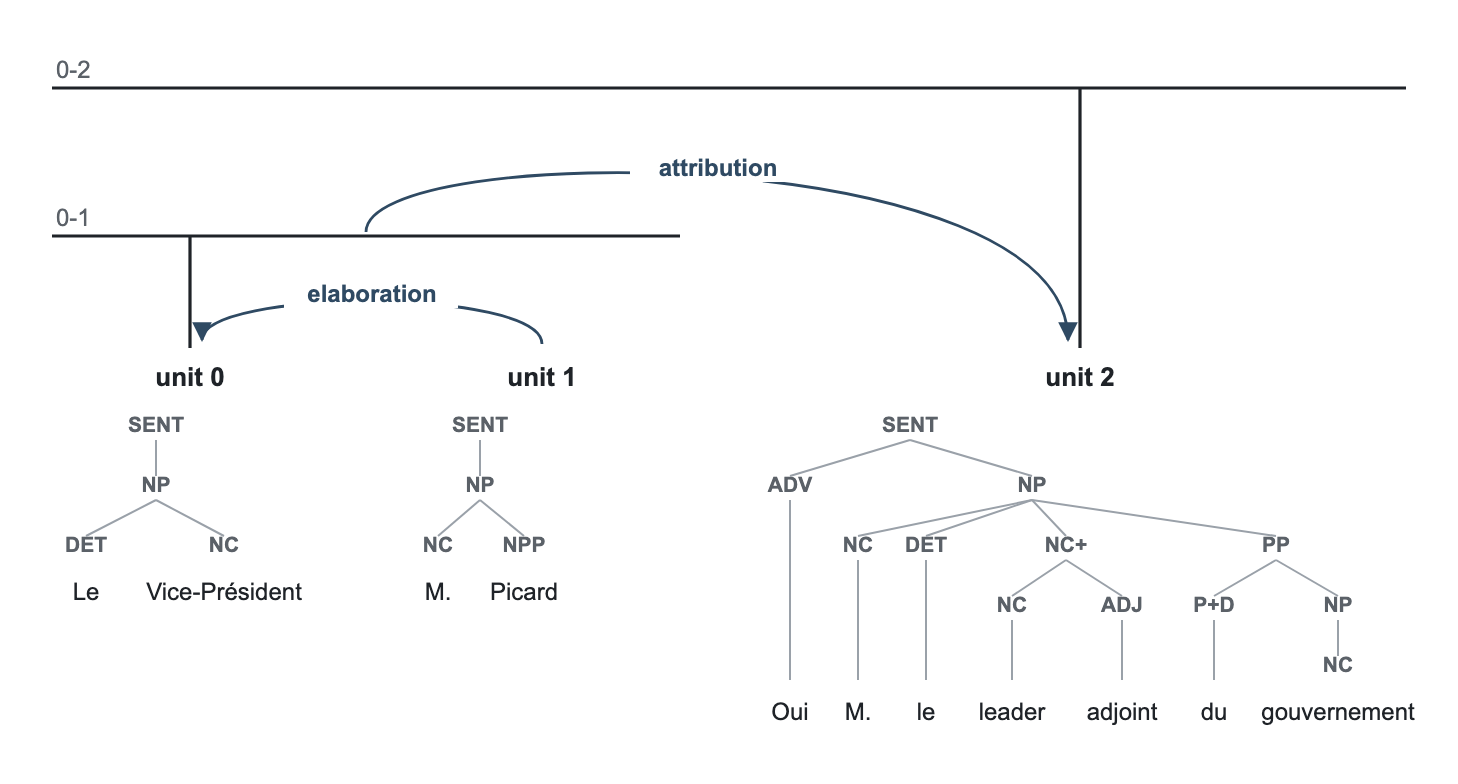 0-2
attribution
0-1
elaboration
unit 0 unit 1 unit 2
SENT SENT SENT
NP NP ADV NP
DET NC NC NPP NC DET NC+ PP
Le Vice-Président M. Picard
NC ADJ P+D NP
NC
Oui M. le leader adjoint du gouvernement